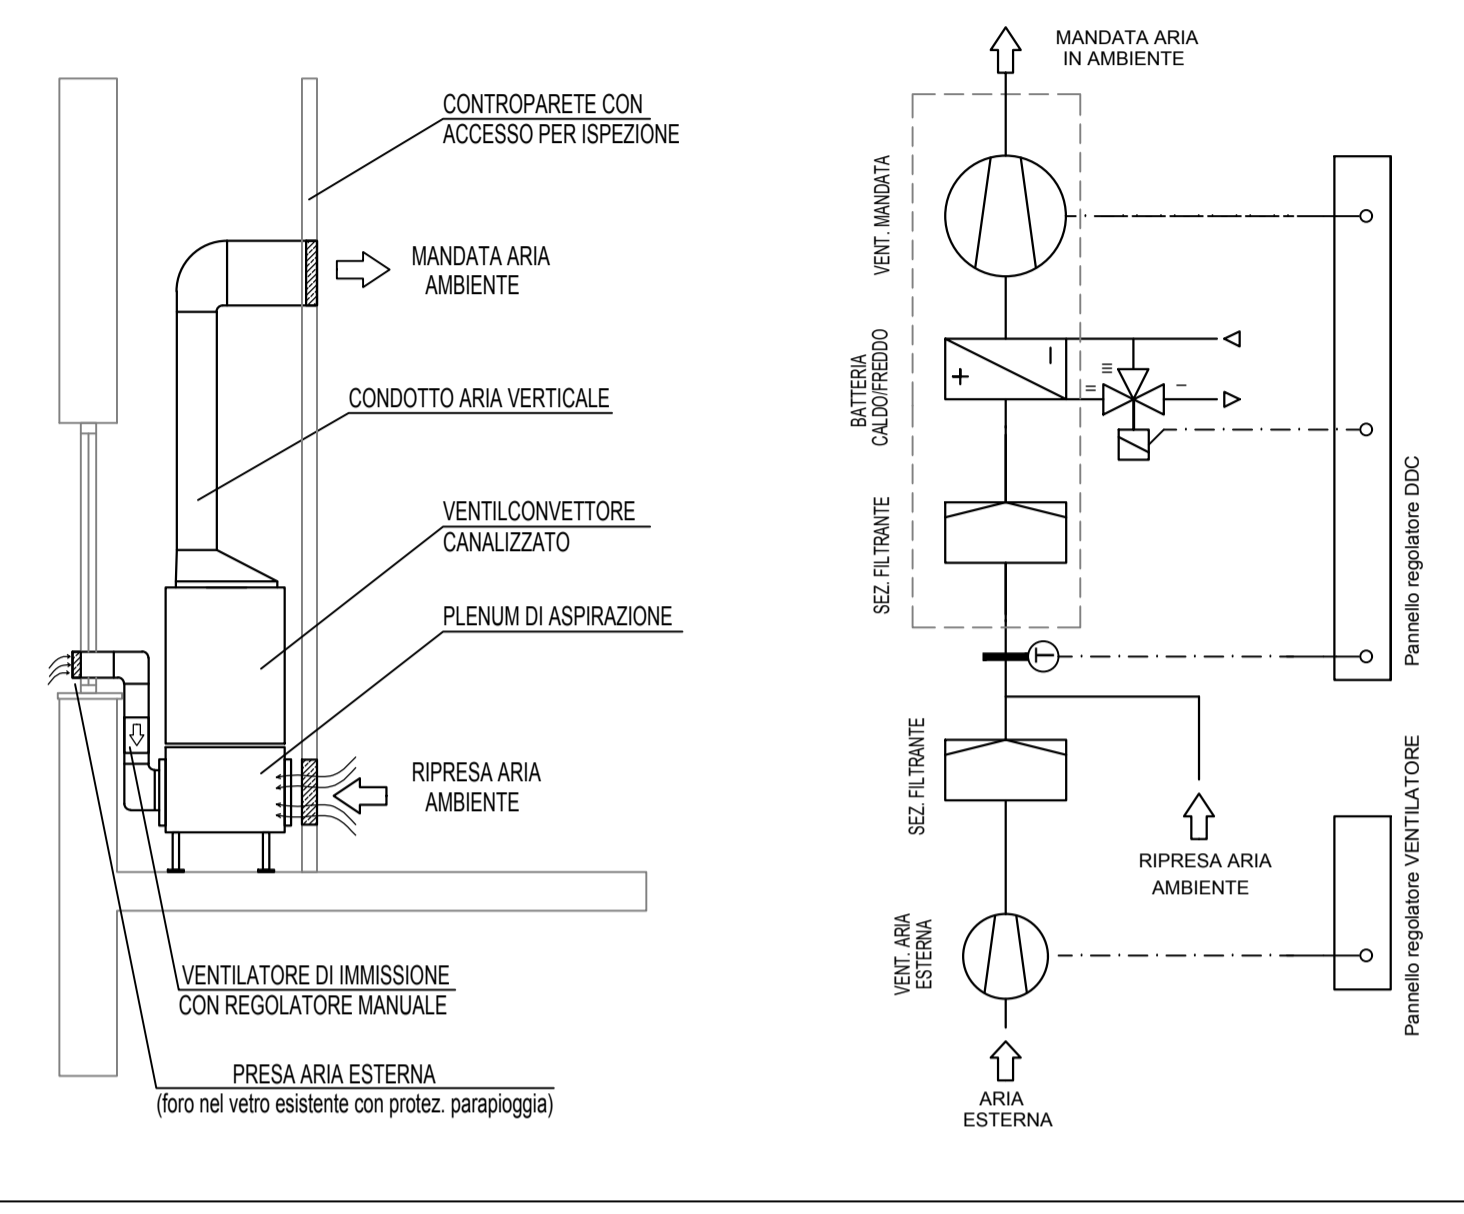 CONTROPARETE CON
ACCESSO PER ISPEZIONE
MANDATA ARIA
AMBIENTE
CONDOTTO ARIA VERTICALE
VENTILCONVETTORE
CANALIZZATO
PLENUM DI ASPIRAZIONE
RIPRESA ARIA
AMBIENTE
VENTILATORE DI IMMISSIONE
CON REGOLATORE MANUALE
PRESA ARIA ESTERNA
(foro nel vetro esistente con protez. parapioggia)
MANDATA ARIA
IN AMBIENTE
VENT. MANDATA
BATTERIA
CALDO/FREDDO
SEZ. FILTRANTE
T
Pannello regolatore DDC
SEZ. FILTRANTE
RIPRESA ARIA
AMBIENTE
VENT. ARIA
ESTERNA
Pannello regolatore VENTILATORE
ARIA
ESTERNA